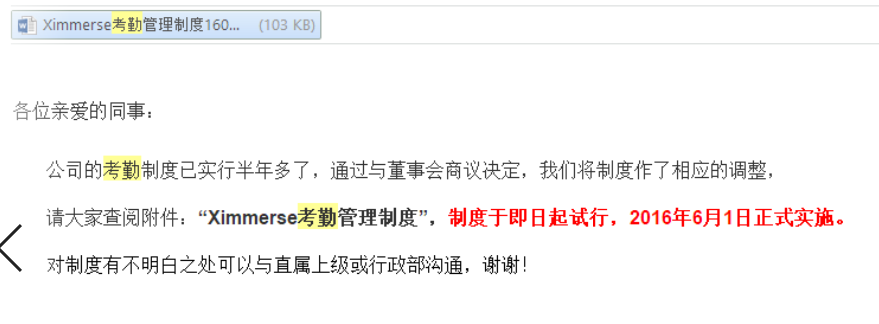 Ximmerse考勤管理制度160... (103 KB)
各位亲爱的同事：
公司的考勤制度已实行半年多了，通过与董事会商议决定，我们将制度作了相应的调整，
请大家查阅附件：“Ximmerse考勤管理制度”，制度于即日起试行，2016年6月1日正式实施。
对制度有不明白之处可以与直属上级或行政部沟通，谢谢！